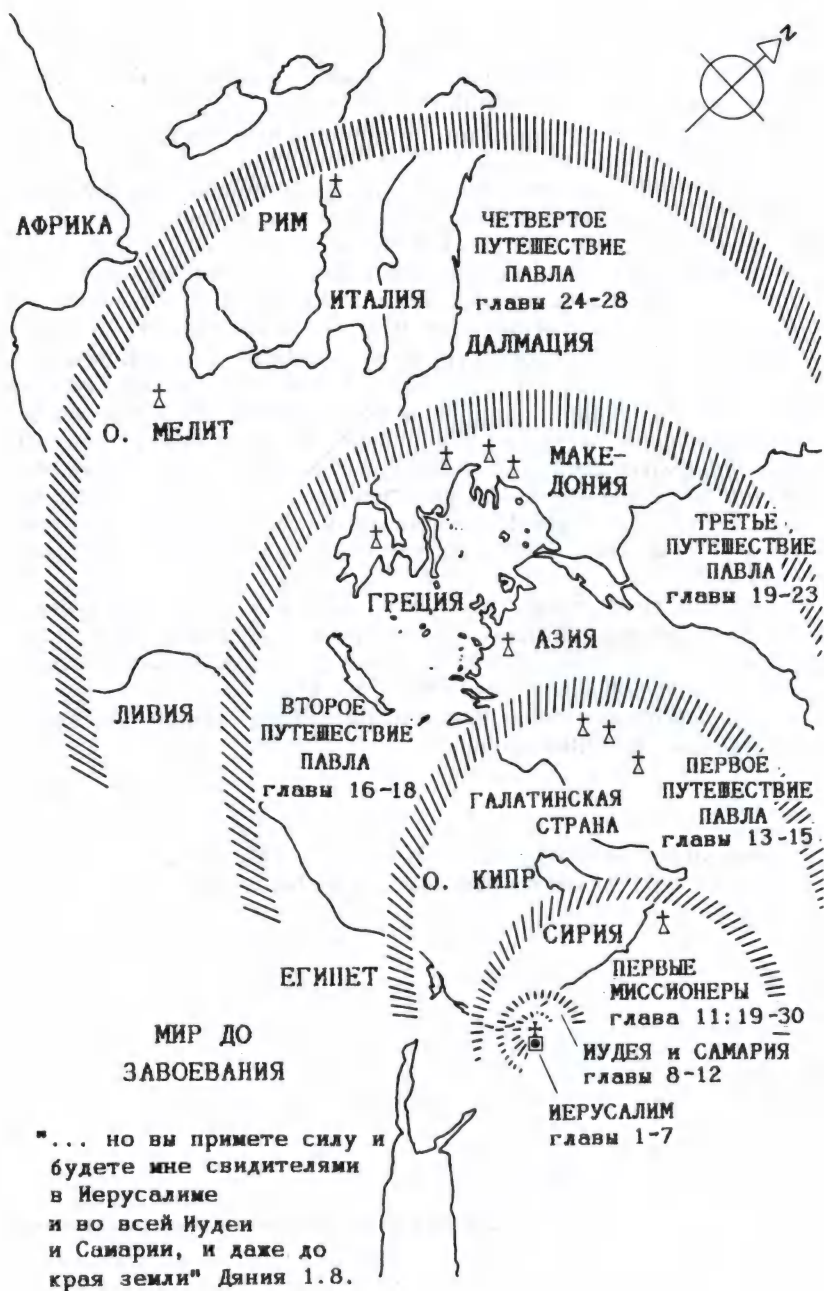 N
АФРИКА
РИМ
ЧЕТВЕРТОЕ
ПУТЕШЕСТВИЕ
ПАВЛА
главы 24-28
ИТАЛИЯ
ДАЛМАЦИЯ
О. МЕЛИТ
МАКЕ-
ДОНИЯ
ТРЕТЬЕ
ПУТЕШЕСТВИЕ
ПАВЛА
главы 19-23
ГРЕЦИЯ
АЗИЯ
ЛИВИЯ
ВТОРОЕ
ПУТЕШЕСТВИЕ
ПАВЛА
главы 16-18
ГАЛАТИНСКАЯ
СТРАНА
ПЕРВОЕ
ПУТЕШЕСТВИЕ
ПАВЛА
главы 13-15
О. КИПР
СИРИЯ
ЕГИПЕТ
ПЕРВЫЕ
МИССИОНЕРЫ
глава 11:19-30
ИУДЕЯ и САМАРИЯ
главы 8-12
ИЕРУСАЛИМ
главы 1-7
МИР ДО
ЗАВОЕВАНИЯ
"... но вы примете силу и
будете мне свидителями
в Иерусалиме
и во всей Иудеи
и Самарии, и даже до
края земли" Дяния 1.8.